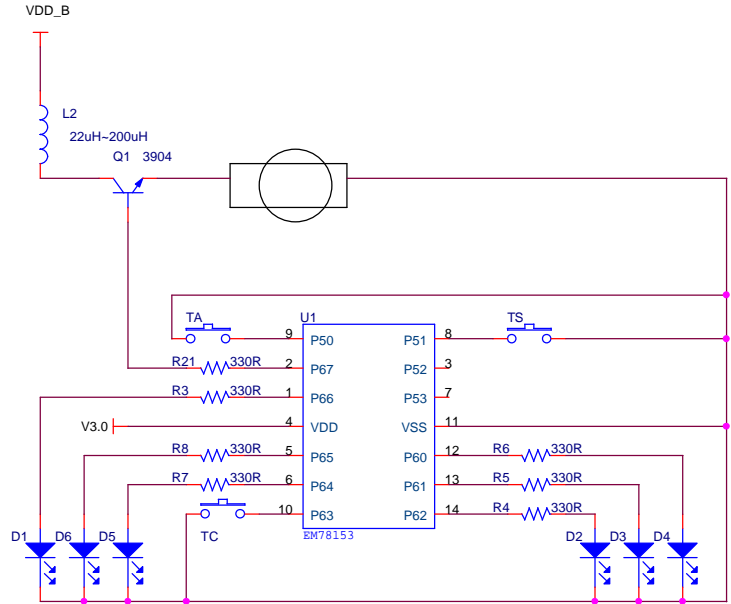 VDD_B
L2
22uH~200uH
Q1 3904
TA U1 TS
9 P50 P51 8
R21 330R 2 P67 P52 3
R3 330R 1 P66 P53 7
V3.0 4 VDD VSS 11
R8 330R 5 P65 P60 12 R6 330R
R7 330R 6 P64 P61 13 R5 330R
10 P63 P62 14 R4 330R
TC EM78153
D1 D6 D5 D2 D3 D4